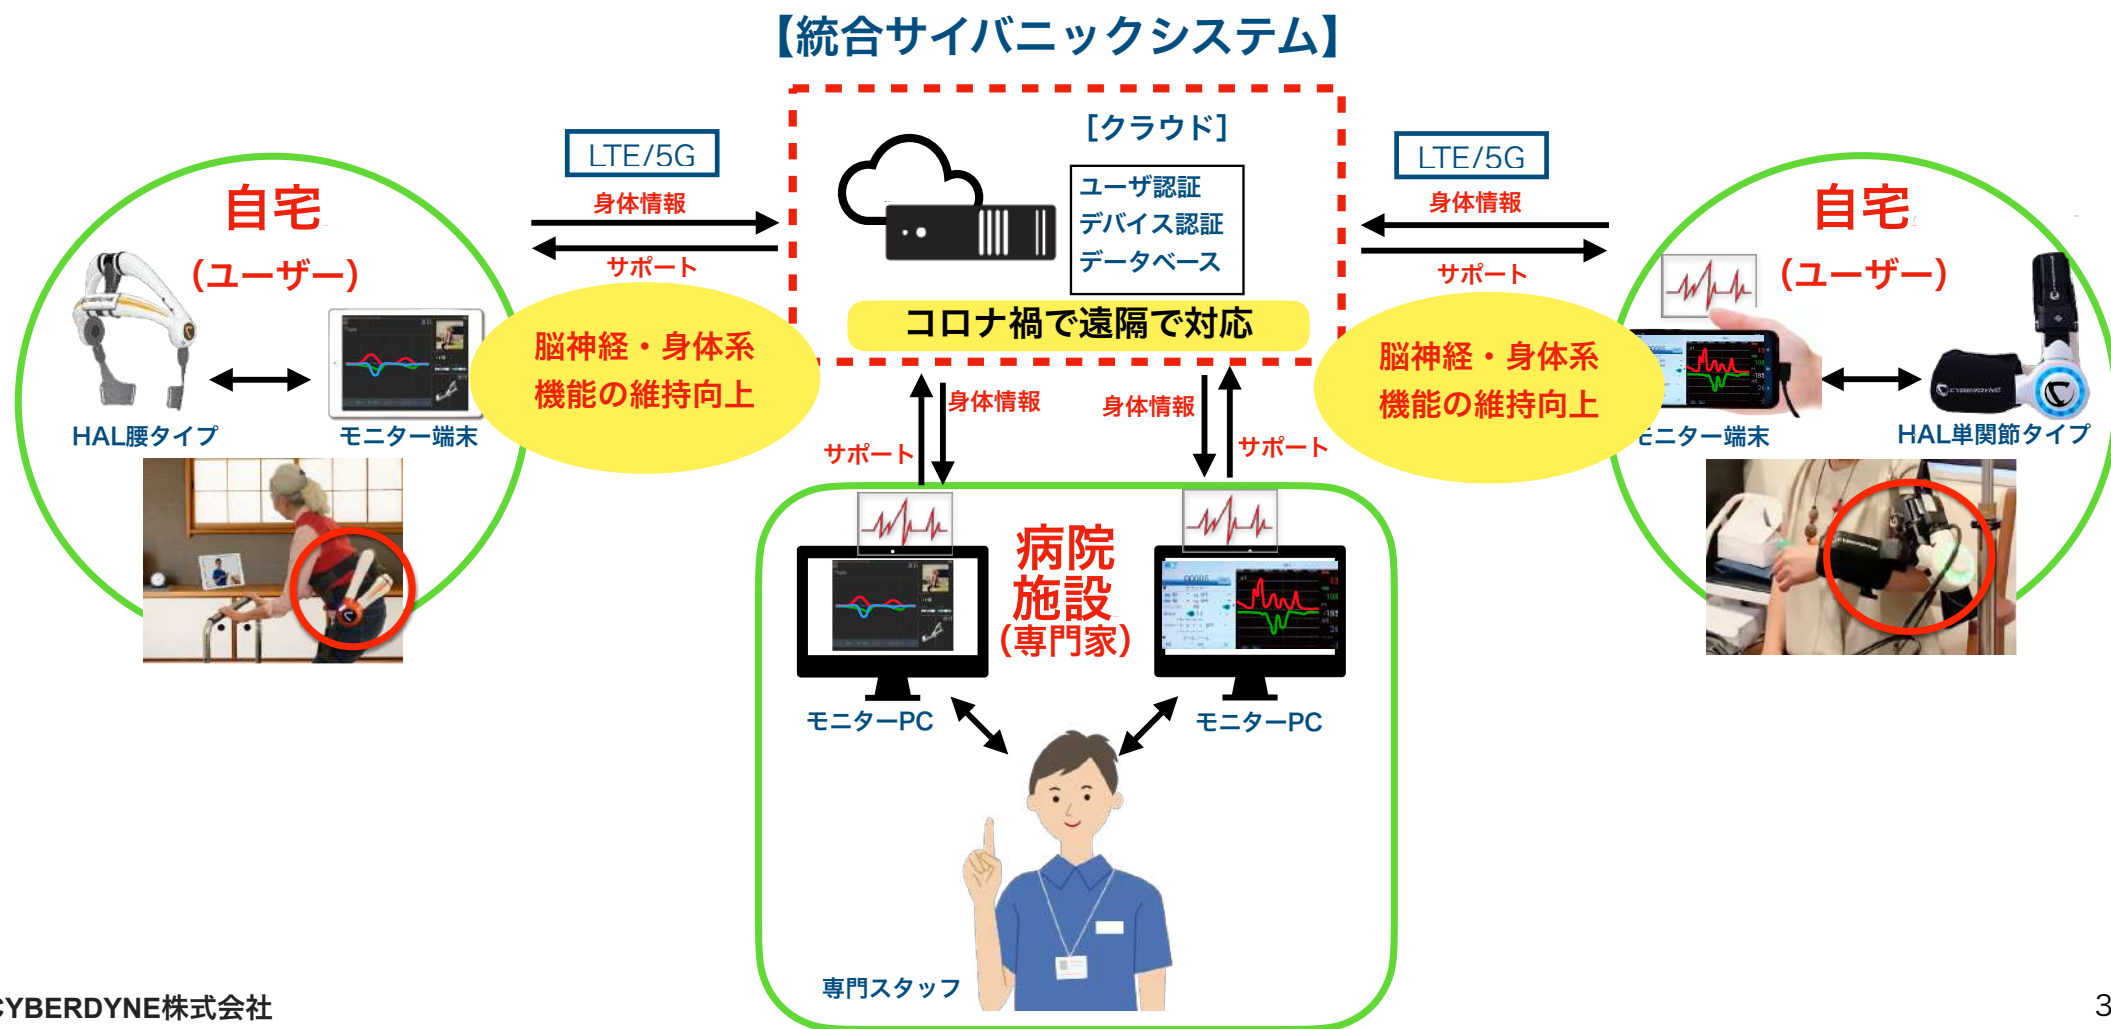 【統合サイバニックシステム】
[クラウド]
ユーザ認証
デバイス認証
データベース
コロナ禍で遠隔で対応
LTE/5G
身体情報
サポート
LTE/5G
身体情報
サポート
自宅
(ユーザー)
CYBERDYNE
HAL腰タイプ
モニター端末
脳神経・身体系
機能の維持向上
自宅
(ユーザー)
CYBERDYNE
モニター端末
HAL単関節タイプ
脳神経・身体系
機能の維持向上
サポート
身体情報
身体情報
サポート
病院
施設
(専門家)
モニターPC
モニターPC
専門スタッフ
CYBERDYNE株式会社
3